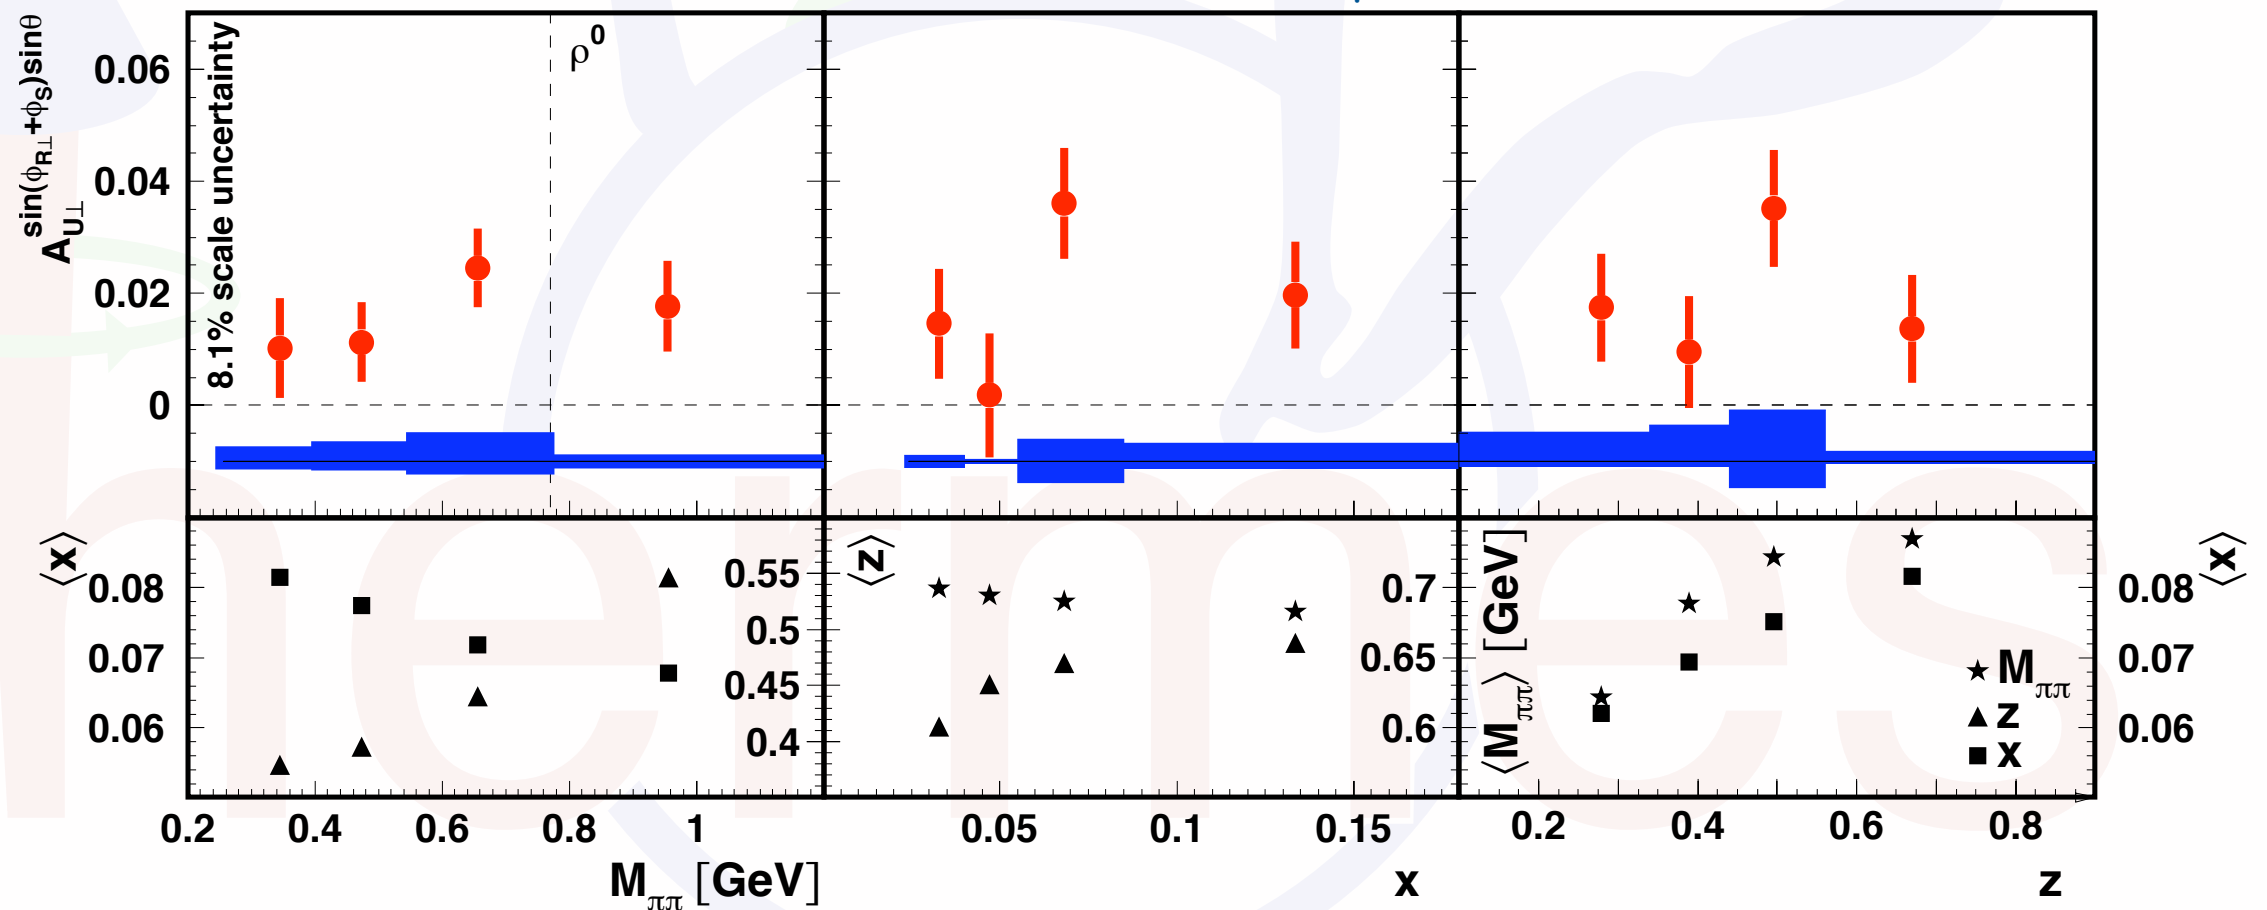 A_{U⊥}^{sin(ϕ_{R⊥}+ϕ_S)sinθ}
0.06
0.04
0.02
0
8.1% scale uncertainty
ρ^0
⟨x⟩
0.08
0.07
0.06
⟨z⟩
0.55
0.5
0.45
0.4
⟨M_{ππ}⟩ [GeV]
0.7
0.65
0.6
M_{ππ}
z
x
⟨x⟩
0.08
0.07
0.06
0.2 0.4 0.6 0.8 1
M_{ππ} [GeV]
0.05 0.1 0.15
x
0.2 0.4 0.6 0.8
z
hermes